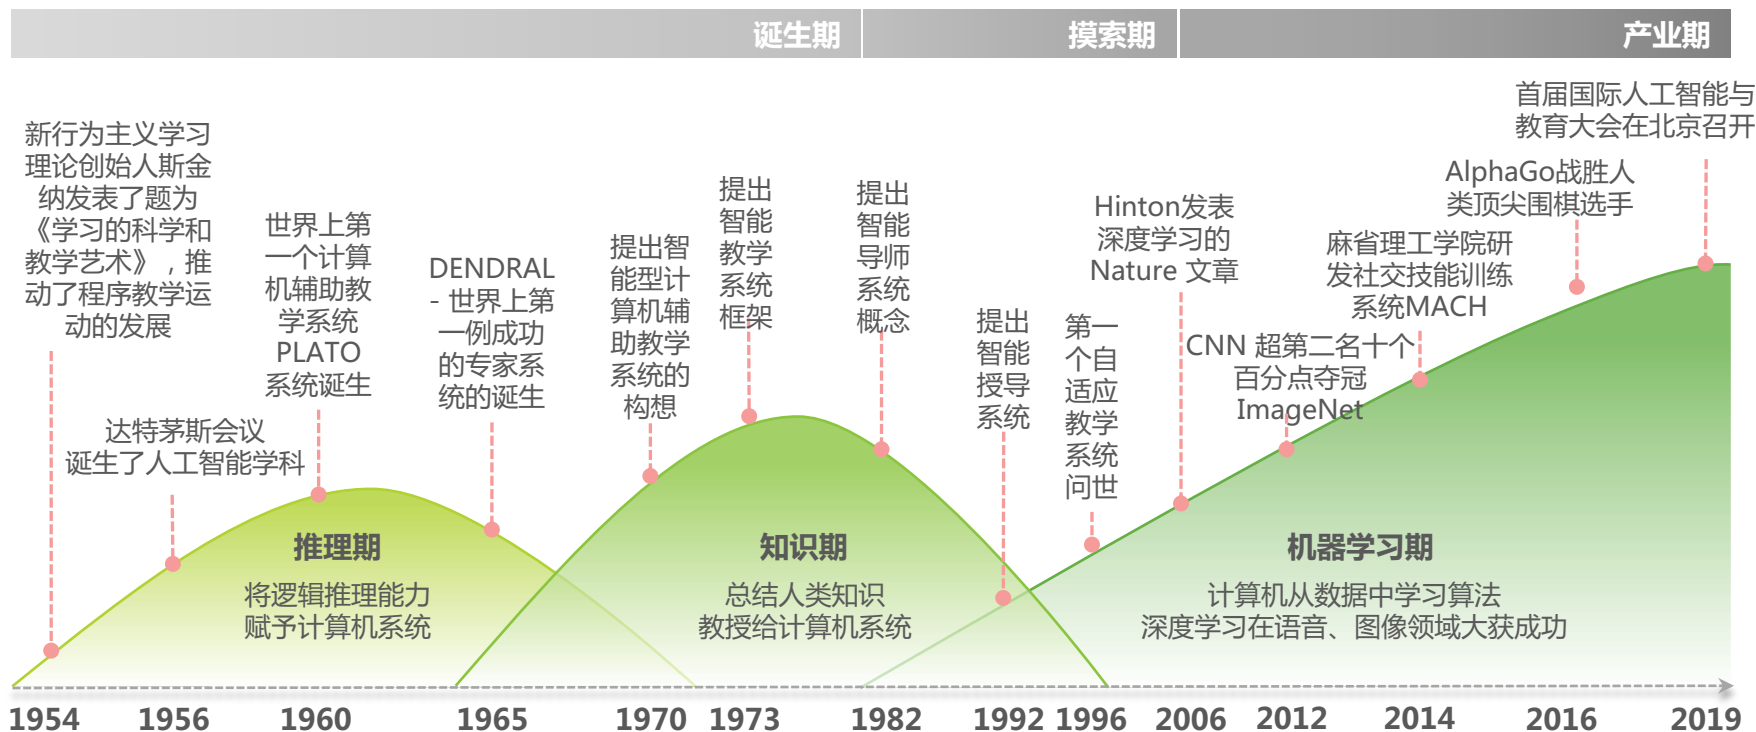 诞生期
摸索期
产业期
新行为主义学习
理论创始人斯金
纳发表了题为
《学习的科学和
教学艺术》，推
动了程序教学运
动的发展
达特茅斯会议
诞生了人工智能学科
世界上第
一个计算
机辅助教
学系统
PLATO
系统诞生
DENDRAL
- 世界上第
一例成功
的专家系
统的诞生
提出智
能型计
算机辅
助教学
系统的
构想
提出
智能
教学
系统
框架
提出
智能
导师
系统
概念
提出
智能
授导
系统
第一
个自
适应
教学
系统
问世
Hinton发表
深度学习的
Nature 文章
CNN 超第二名十个
百分点夺冠
ImageNet
麻省理工学院研
发社交技能训练
系统MACH
AlphaGo战胜人
类顶尖围棋选手
首届国际人工智能与
教育大会在北京召开
推理期
将逻辑推理能力
赋予计算机系统
知识期
总结人类知识
教授给计算机系统
机器学习期
计算机从数据中学习算法
深度学习在语音、图像领域大获成功
1954
1956
1960
1965
1970
1973
1982
1992
1996
2006
2012
2014
2016
2019